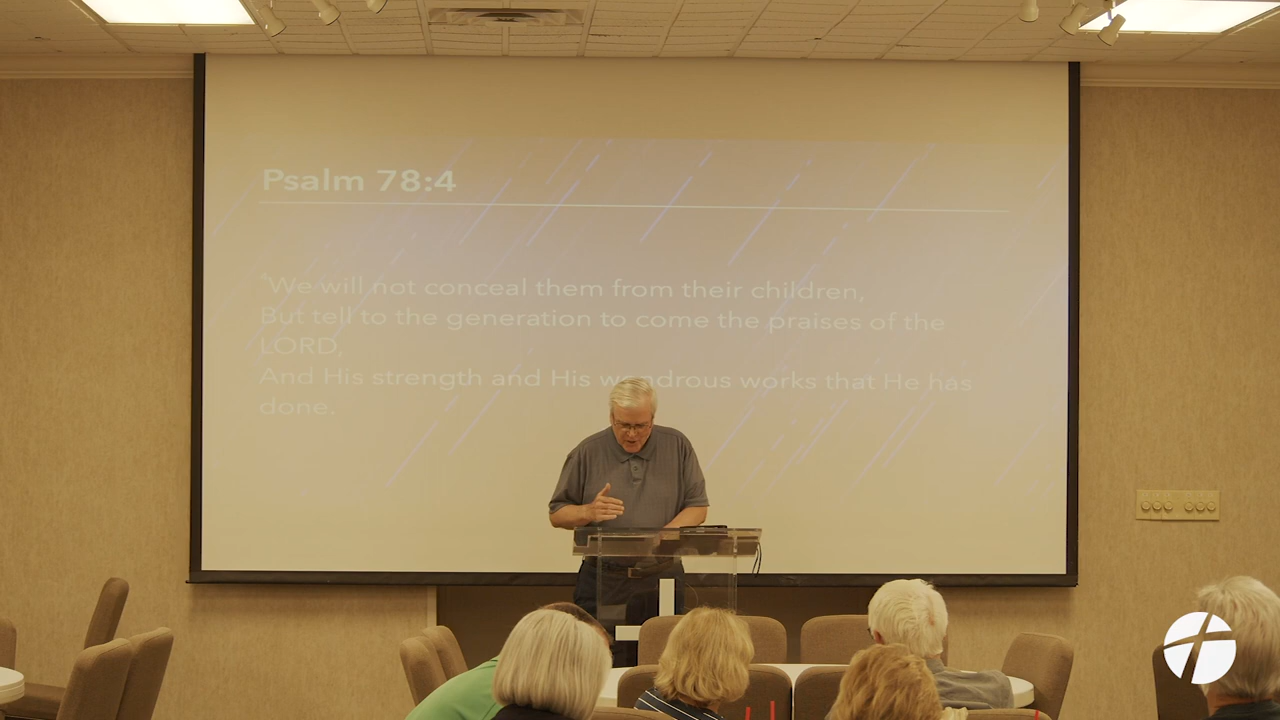 Psalm 78:4
⁴We will not conceal them from their children,
But tell to the generation to come the praises of the
LORD,
And His strength and His wondrous works that He has
done.